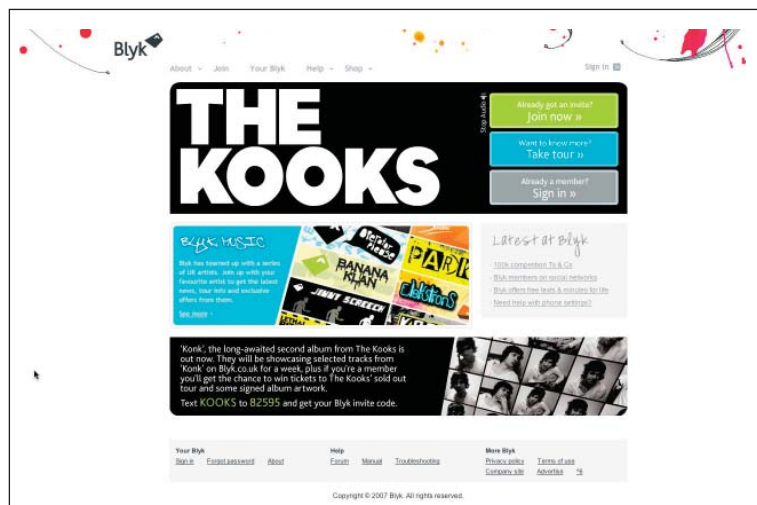 Blyk
About Join Your Blyk Help Shop
Sign in
THE
KOOKS
Stop Audio
Already got an invite?
Join now »
Want to know more?
Take tour »
Already a member?
Sign in »
BLYK MUSIC
Blyk has teamed up with a series
of UK artists. Join up with your
favourite artist to get the latest
news, tour info and exclusive
offers from them.
See more
BANANA
KLAN
JINNY SCREECH
PARK
LETHAL
Latest at Blyk
100k competition Ts & Cs
Blyk members on social networks
Blyk offers free texts & minutes for life
Need help with phone settings?
'Konk', the long-awaited second album from The Kooks is
out now. They will be showcasing selected tracks from
'Konk' on Blyk.co.uk for a week, plus if you're a member
you'll get the chance to win tickets to The Kooks' sold out
tour and some signed album artwork.
Text KOOKS to 82595 and get your Blyk invite code.
Your Blyk
Sign in Forgot password About
Help
Forum Manual Troubleshooting
More Blyk
Privacy policy Terms of use
Company site Advertise
Copyright © 2007 Blyk. All rights reserved.